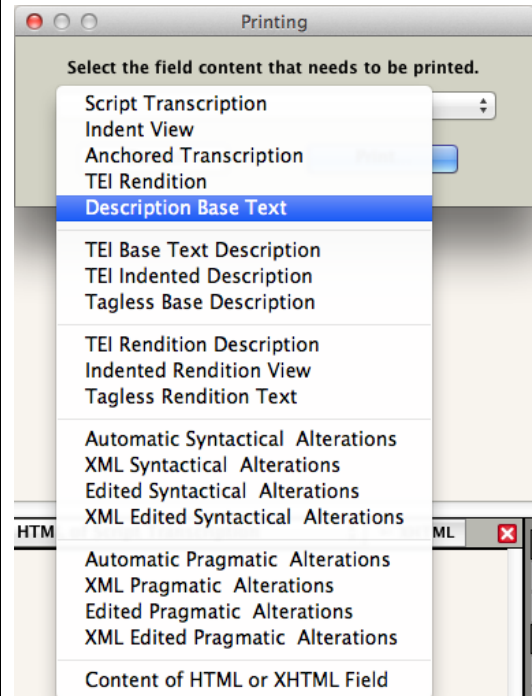 Printing
Select the field content that needs to be printed.
Script Transcription
Indent View
Anchored Transcription
TEI Rendition
Description Base Text
TEI Base Text Description
TEI Indented Description
Tagless Base Description
TEI Rendition Description
Indented Rendition View
Tagless Rendition Text
Automatic Syntactical Alterations
XML Syntactical Alterations
Edited Syntactical Alterations
XML Edited Syntactical Alterations
HTM ML
Automatic Pragmatic Alterations
XML Pragmatic Alterations
Edited Pragmatic Alterations
XML Edited Pragmatic Alterations
Content of HTML or XHTML Field